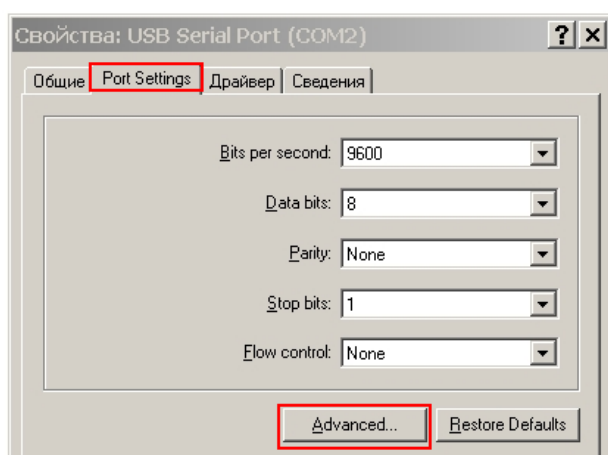 Свойства: USB Serial Port (COM2)
Общие Port Settings Драйвер Сведения
Bits per second: 9600
Data bits: 8
Parity: None
Stop bits: 1
Flow control: None
Advanced... Restore Defaults